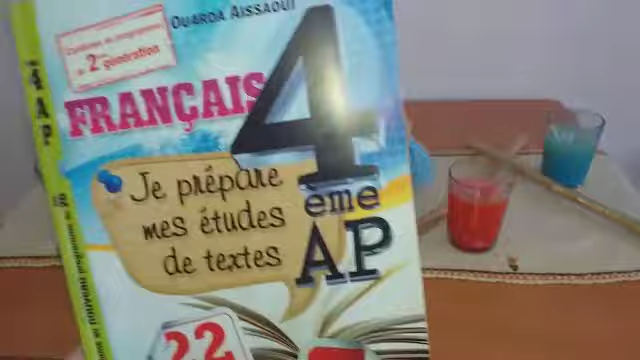 OUARDA AISSAOUI
2ème génération
FRANÇAIS
4
ème
AP
Je prépare
mes études
de textes
22
4 AP